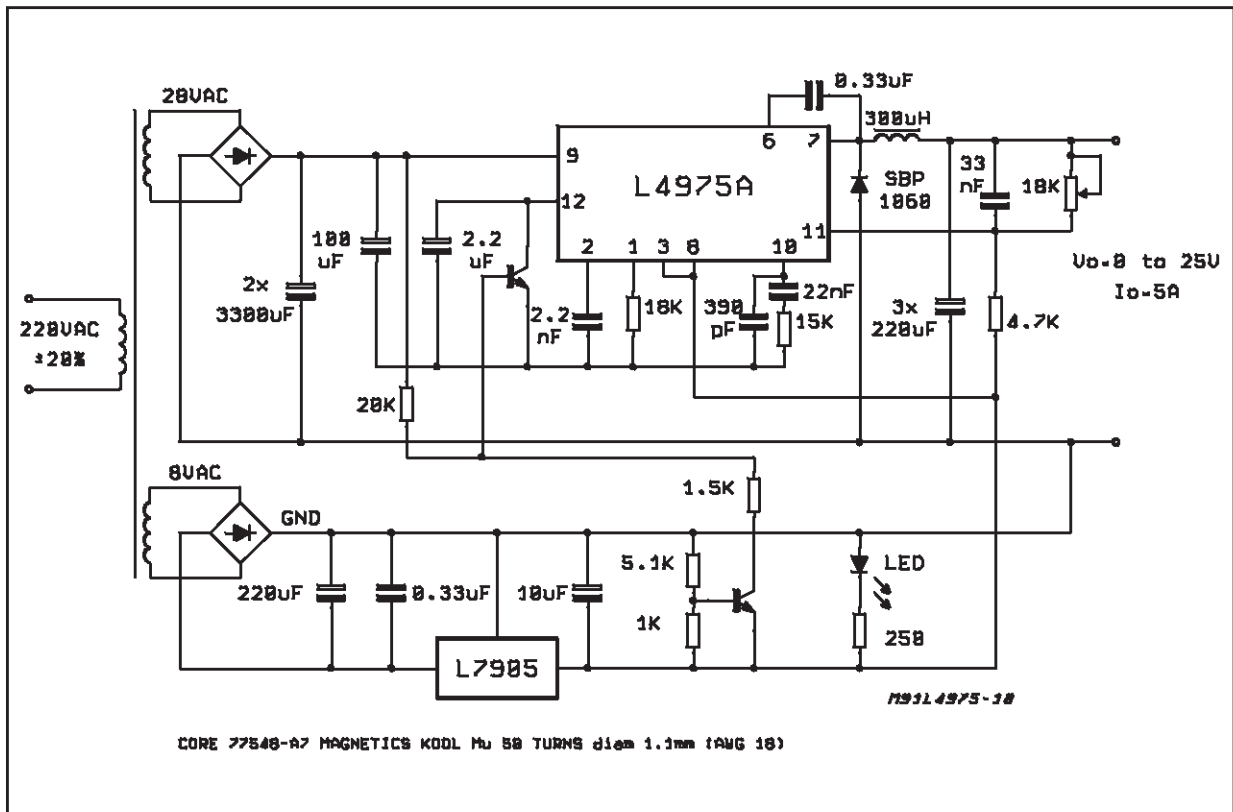 28VAC
0.33uF
300uH
6
7
9
L4975A
SBP
1060
33
nF
18K
12
11
100
uF
2.2
uF
2
1
3
8
10
Vo=0 to 25V
Io=5A
2x
3300uF
18K
390
pF
22nF
15K
2.2
nF
3x
220uF
4.7K
220VAC
±20%
20K
8VAC
1.5K
GND
220uF
0.33uF
10uF
5.1K
LED
1K
250
L7905
M91L4975-10
CORE 77548-A7 MAGNETICS KOOL Mu 50 TURNS diam 1.1mm (AWG 18)